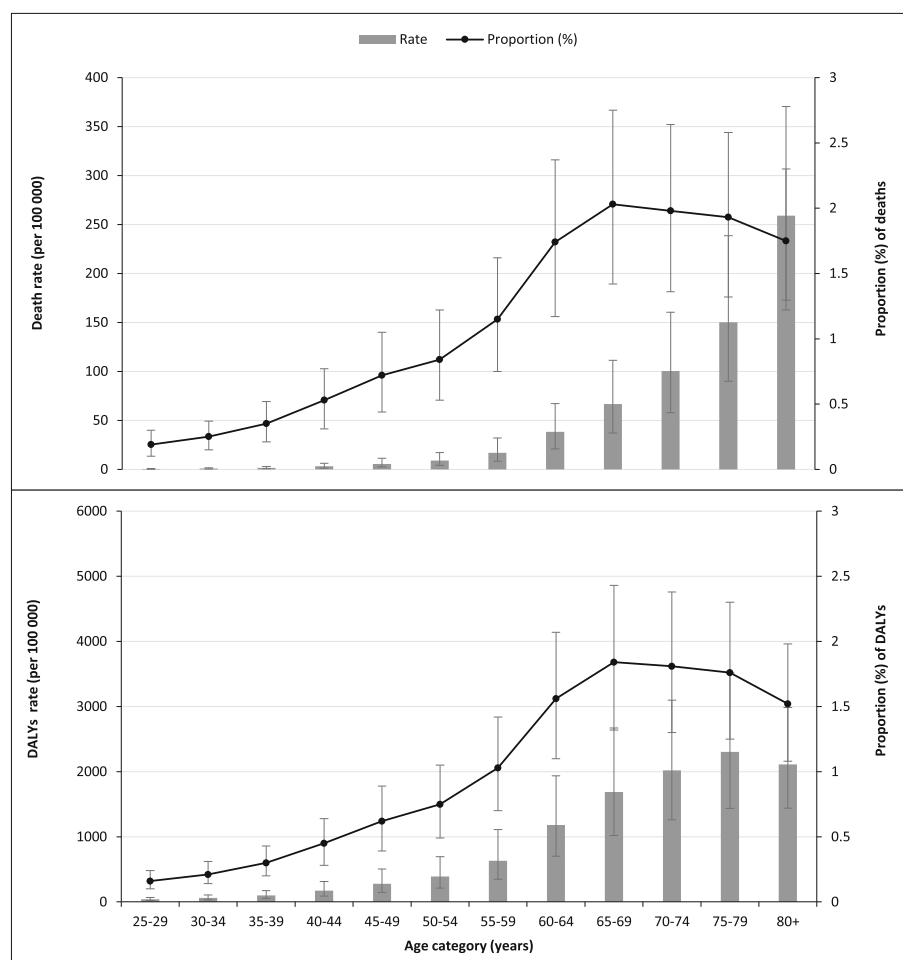 Rate Proportion (%)
400 3
350
2.5
300
2
250
200 1.5
150
1
100
0.5
50
0 0
Death rate (per 100 000)
Proportion (%) of deaths
6000 3
5000 2.5
4000 2
3000 1.5
2000 1
1000 0.5
0 0
DALYs rate (per 100 000)
Proportion (%) of DALYs
25-29 30-34 35-39 40-44 45-49 50-54 55-59 60-64 65-69 70-74 75-79 80+
Age category (years)